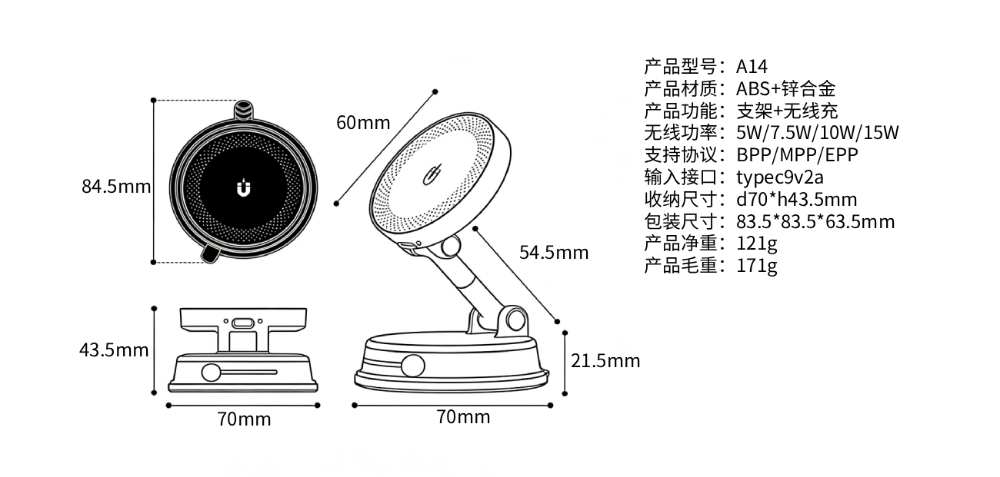 产品型号：A14
产品材质：ABS+锌合金
产品功能：支架+无线充
无线功率：5W/7.5W/10W/15W
支持协议：BPP/MPP/EPP
输入接口：typec9v2a
收纳尺寸：d70*h43.5mm
包装尺寸：83.5*83.5*63.5mm
产品净重：121g
产品毛重：171g
60mm
84.5mm
54.5mm
43.5mm
21.5mm
70mm
70mm